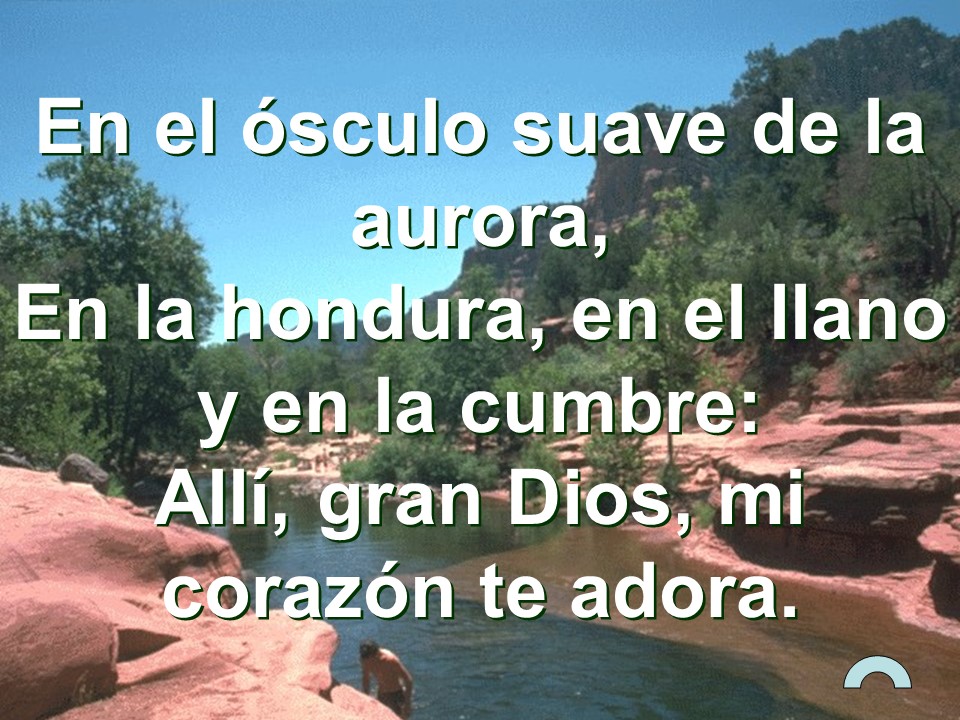 En el ósculo suave de la
aurora,
En la hondura, en el llano
y en la cumbre:
Allí, gran Dios, mi
corazón te adora.